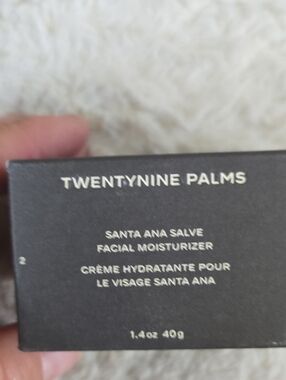 TWENTYNINE PALMS
SANTA ANA SALVE
FACIAL MOISTURIZER
2
CRÈME HYDRATANTE POUR
LE VISAGE SANTA ANA
1.4oz 40g